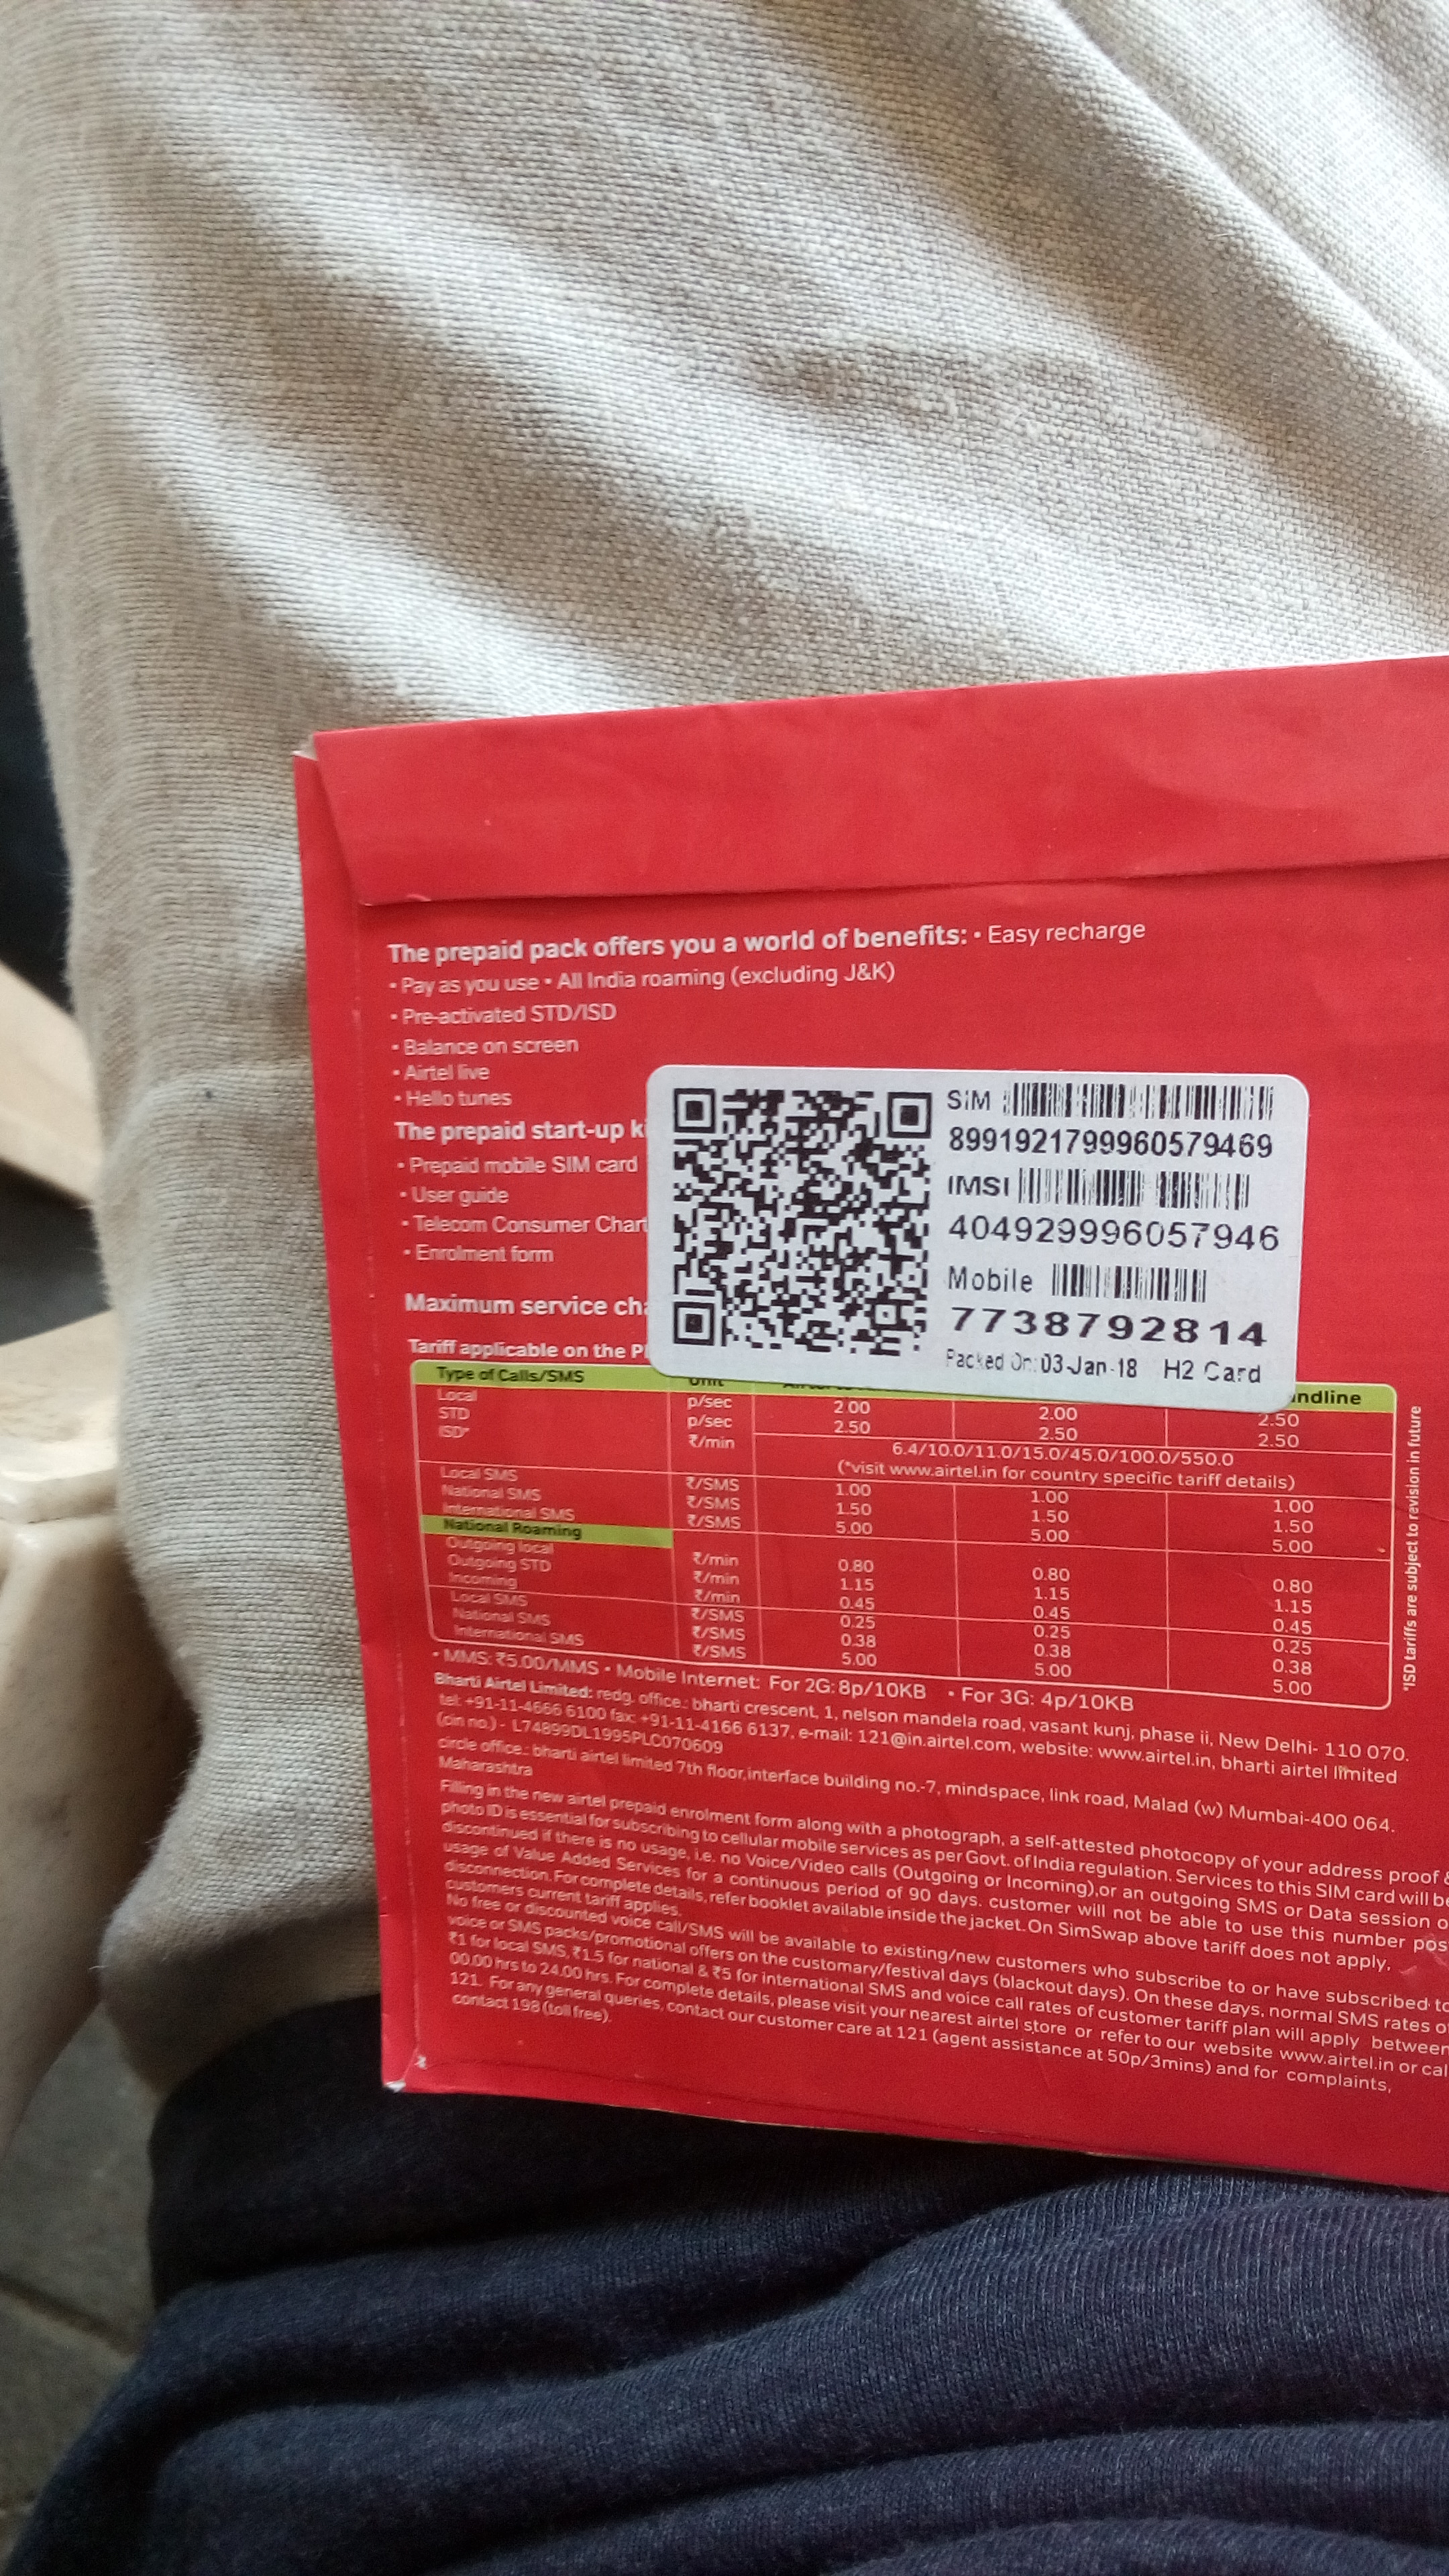 The prepaid pack offers you a world of benefits: • Easy recharge
• Pay as you use • All India roaming (excluding J&K)
• Pre-activated STD/ISD
• Balance on screen
• Airtel live
• Hello tunes
The prepaid start-up ki
• Prepaid mobile SIM card
• User guide
• Telecom Consumer Chart
• Enrolment form
Maximum service cha
SIM
8991921799960579469
IMSI
404929996057946
Mobile
7738792814
Packed On: 03-Jan-18 H2 Card
Tariff applicable on the P
Type of Calls/SMS Unit ndline
Local p/sec 2.00 2.00 2.50
STD p/sec 2.50 2.50 2.50
ISD* ₹/min 6.4/10.0/11.0/15.0/45.0/100.0/550.0
(*visit www.airtel.in for country specific tariff details)
Local SMS ₹/SMS 1.00 1.00 1.00
National SMS ₹/SMS 1.50 1.50 1.50
International SMS ₹/SMS 5.00 5.00 5.00
National Roaming
Outgoing local ₹/min 0.80 0.80 0.80
Outgoing STD ₹/min 1.15 1.15 1.15
Incoming ₹/min 0.45 0.45 0.45
Local SMS ₹/SMS 0.25 0.25 0.25
National SMS ₹/SMS 0.38 0.38 0.38
International SMS ₹/SMS 5.00 5.00 5.00
*ISD tariffs are subject to revision in future
• MMS: ₹5.00/MMS • Mobile Internet: For 2G: 8p/10KB • For 3G: 4p/10KB
Bharti Airtel Limited: redg. office.: bharti crescent, 1, nelson mandela road, vasant kunj, phase ii, New Delhi- 110 070.
tel: +91-11-4666 6100 fax: +91-11-4166 6137, e-mail: 121@in.airtel.com, website: www.airtel.in, bharti airtel limited
(cin no.) - L74899DL1995PLC070609
circle office.: bharti airtel limited 7th floor,interface building no.-7, mindspace, link road, Malad (w) Mumbai-400 064.
Maharashtra
Filling in the new airtel prepaid enrolment form along with a photograph, a self-attested photocopy of your address proof &
photo ID is essential for subscribing to cellular mobile services as per Govt. of India regulation. Services to this SIM card will be
discontinued if there is no usage, i.e. no Voice/Video calls (Outgoing or Incoming),or an outgoing SMS or Data session o
usage of Value Added Services for a continuous period of 90 days. customer will not be able to use this number pos
disconnection. For complete details, refer booklet available inside the jacket. On SimSwap above tariff does not apply,
customers current tariff applies.
No free or discounted voice call/SMS will be available to existing/new customers who subscribe to or have subscribed to
voice or SMS packs/promotional offers on the customary/festival days (blackout days). On these days, normal SMS rates o
₹1 for local SMS, ₹1.5 for national & ₹5 for international SMS and voice call rates of customer tariff plan will apply between
00.00 hrs to 24.00 hrs. For complete details, please visit your nearest airtel store or refer to our website www.airtel.in or cal
121. For any general queries, contact our customer care at 121 (agent assistance at 50p/3mins) and for complaints,
contact 198 (toll free).